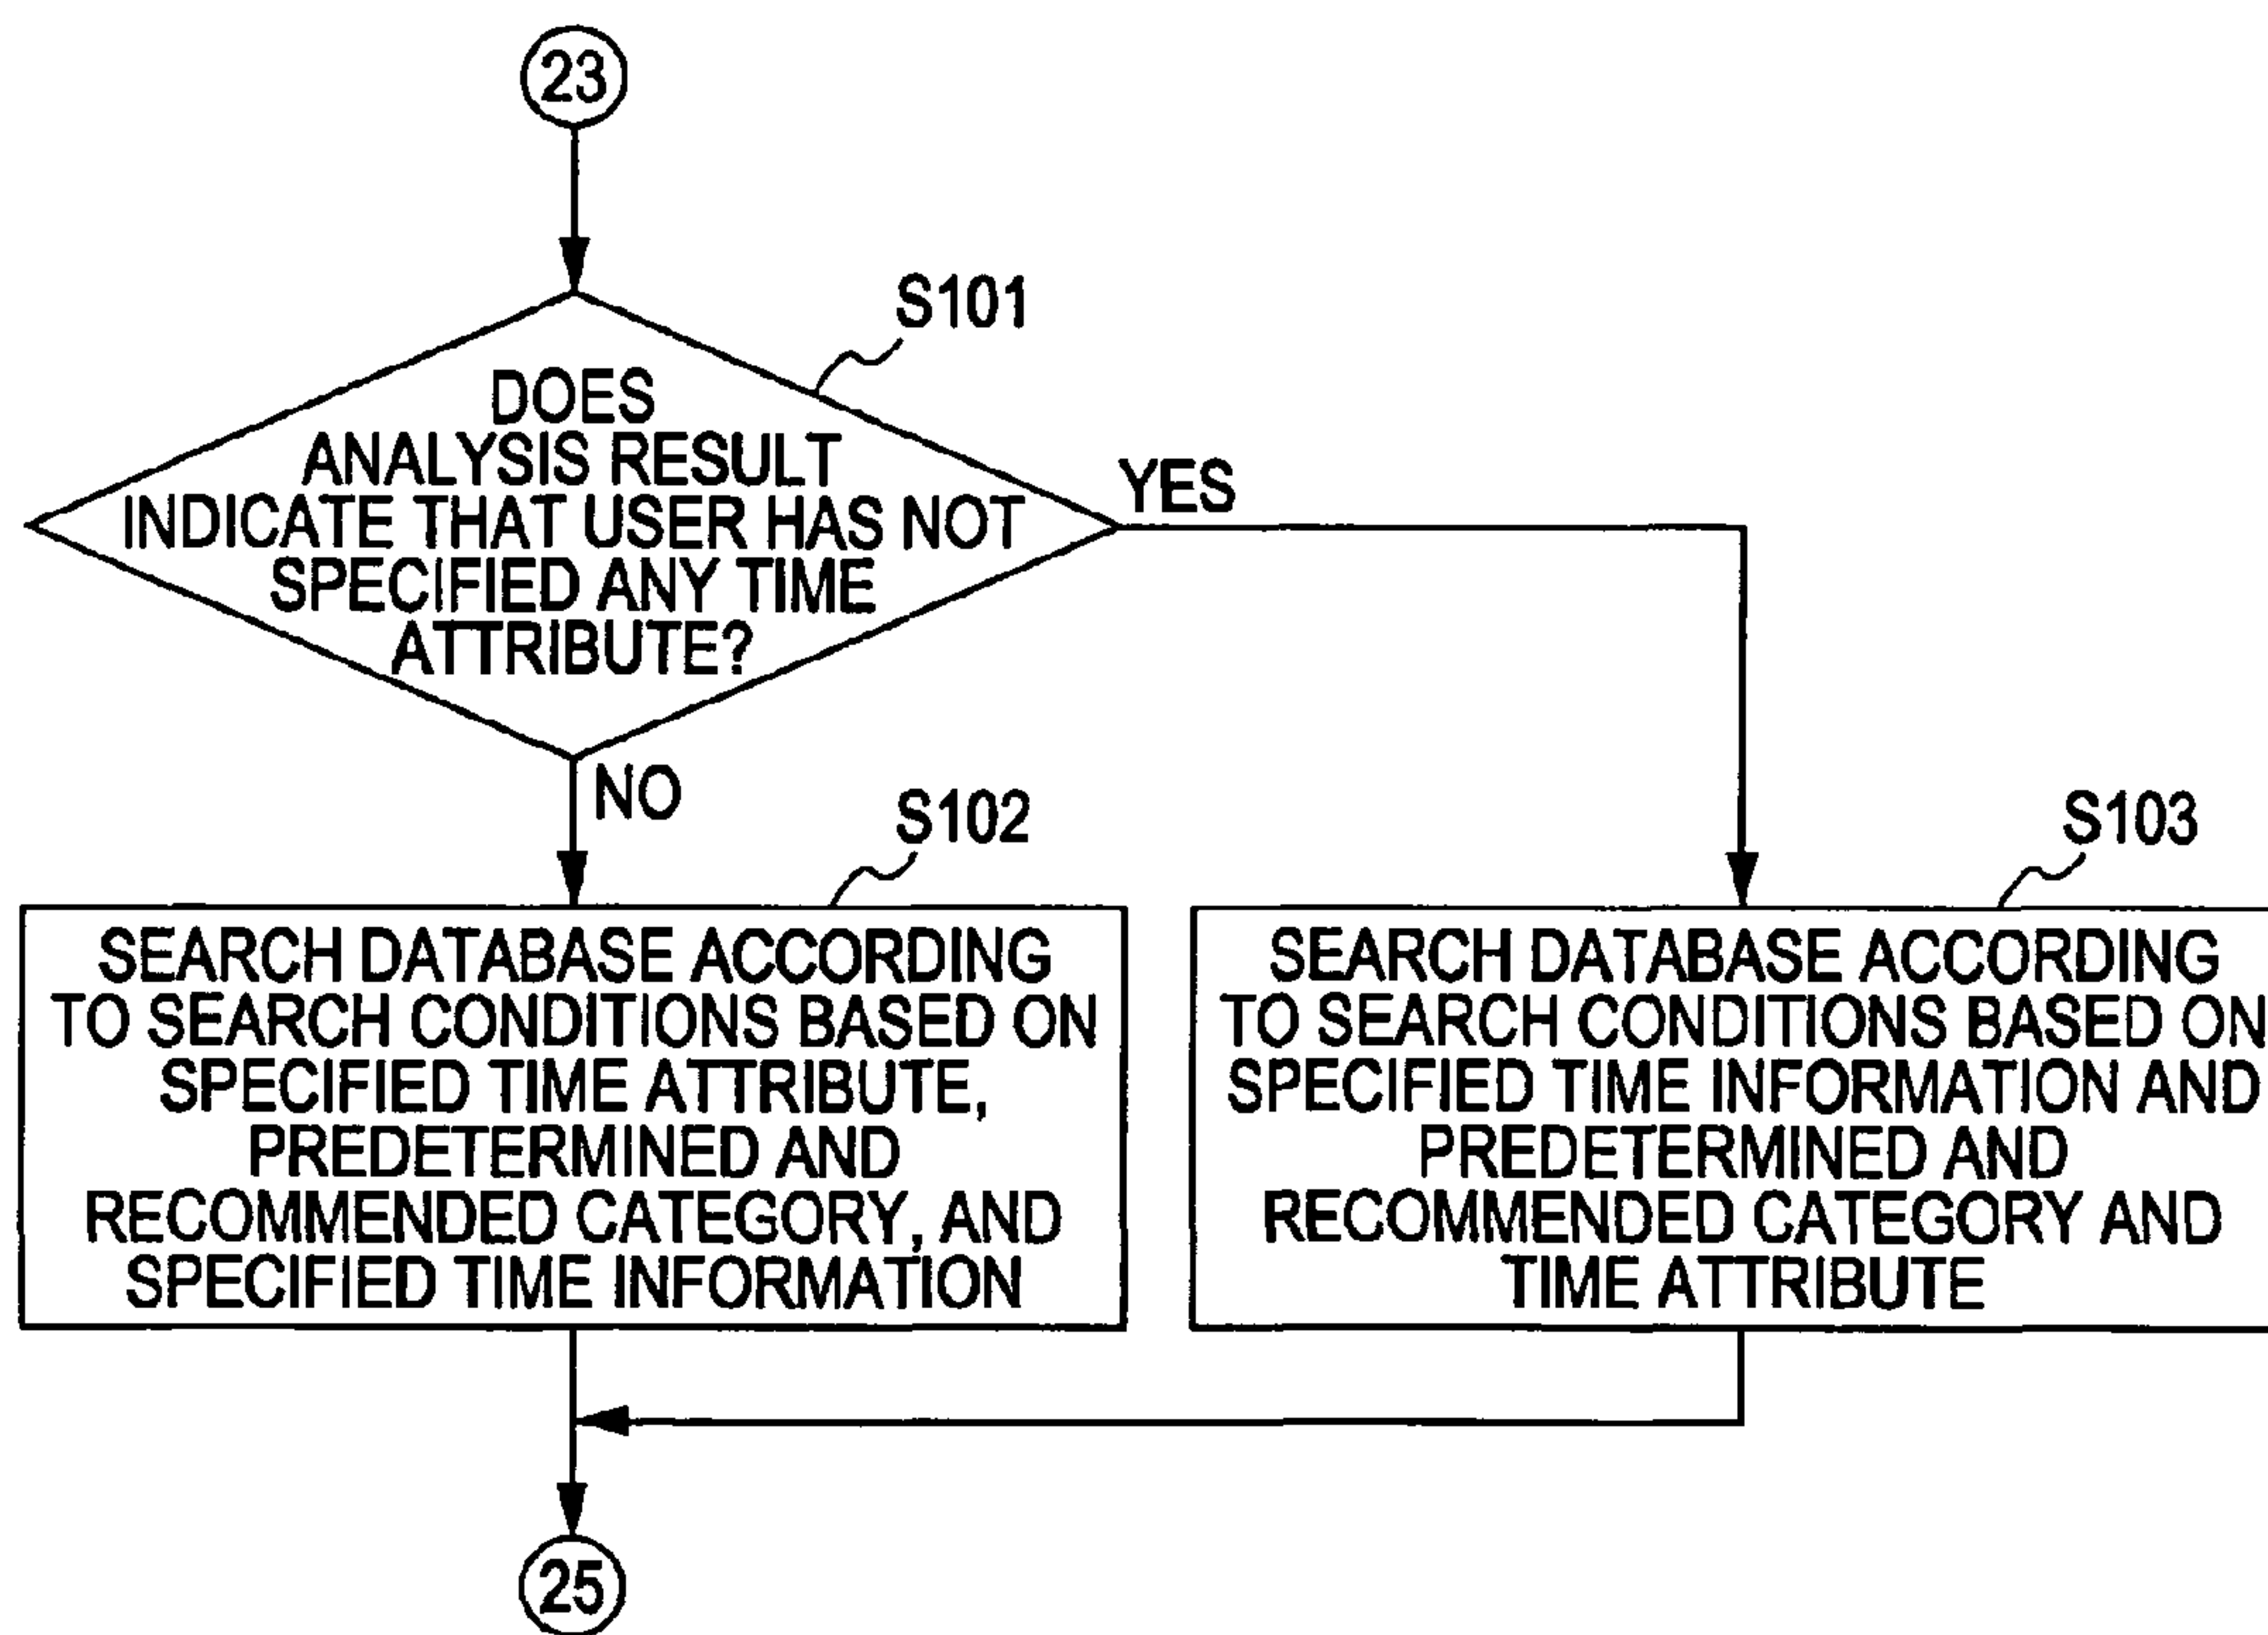 23
S101
DOES
ANALYSIS RESULT
INDICATE THAT USER HAS NOT
SPECIFIED ANY TIME
ATTRIBUTE?
YES
NO
S102
SEARCH DATABASE ACCORDING
TO SEARCH CONDITIONS BASED ON
SPECIFIED TIME ATTRIBUTE,
PREDETERMINED AND
RECOMMENDED CATEGORY, AND
SPECIFIED TIME INFORMATION
S103
SEARCH DATABASE ACCORDING
TO SEARCH CONDITIONS BASED ON
SPECIFIED TIME INFORMATION AND
PREDETERMINED AND
RECOMMENDED CATEGORY AND
TIME ATTRIBUTE
25